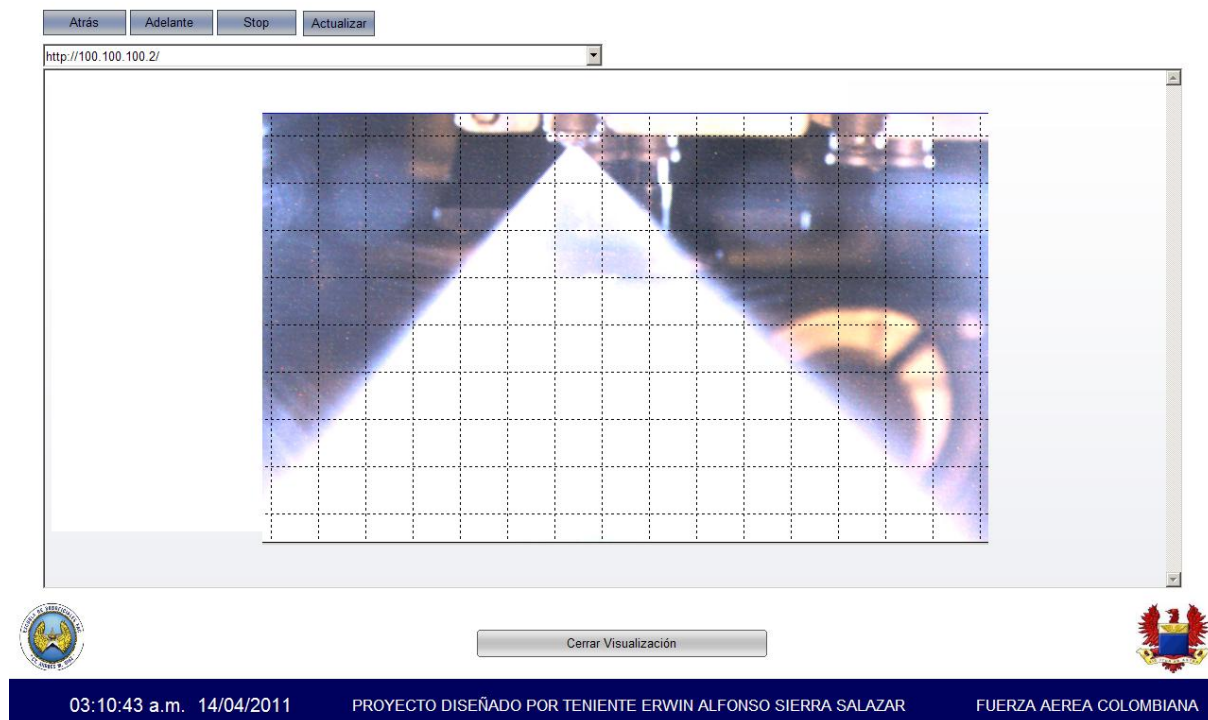 Atrás Adelante Stop Actualizar
http://100.100.100.2/
Cerrar Visualización
03:10:43 a.m. 14/04/2011 PROYECTO DISEÑADO POR TENIENTE ERWIN ALFONSO SIERRA SALAZAR FUERZA AEREA COLOMBIANA